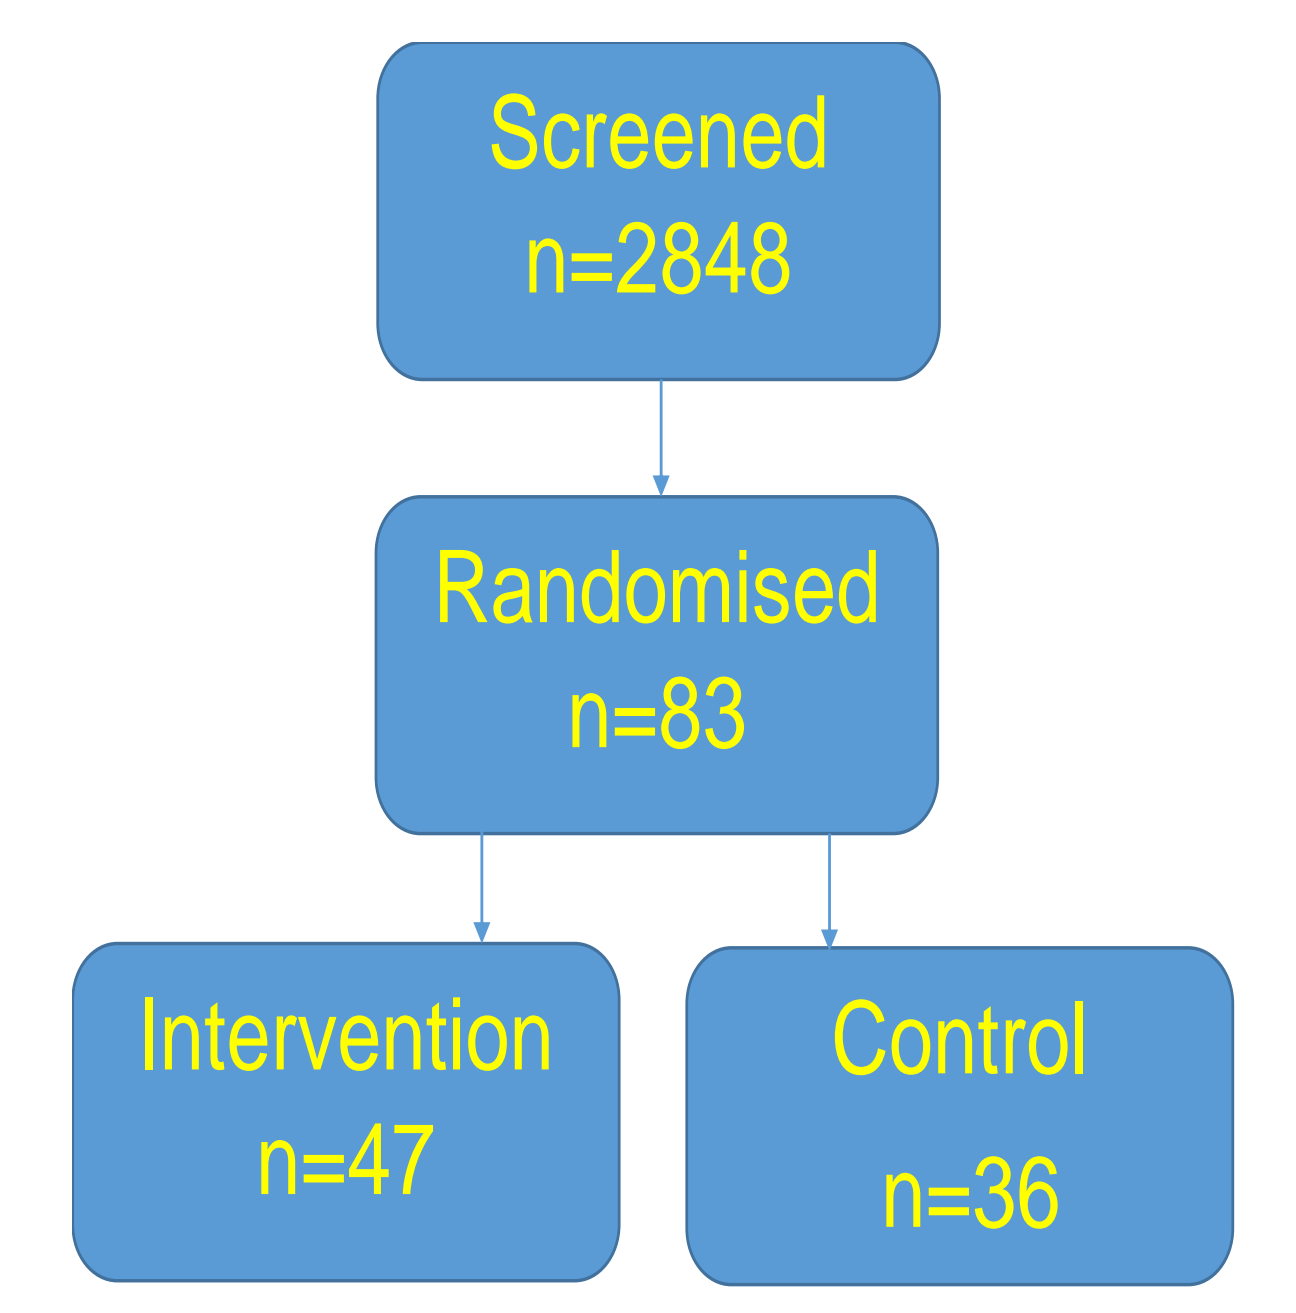 Screened
n=2848
Randomised
n=83
Intervention
n=47
Control
n=36